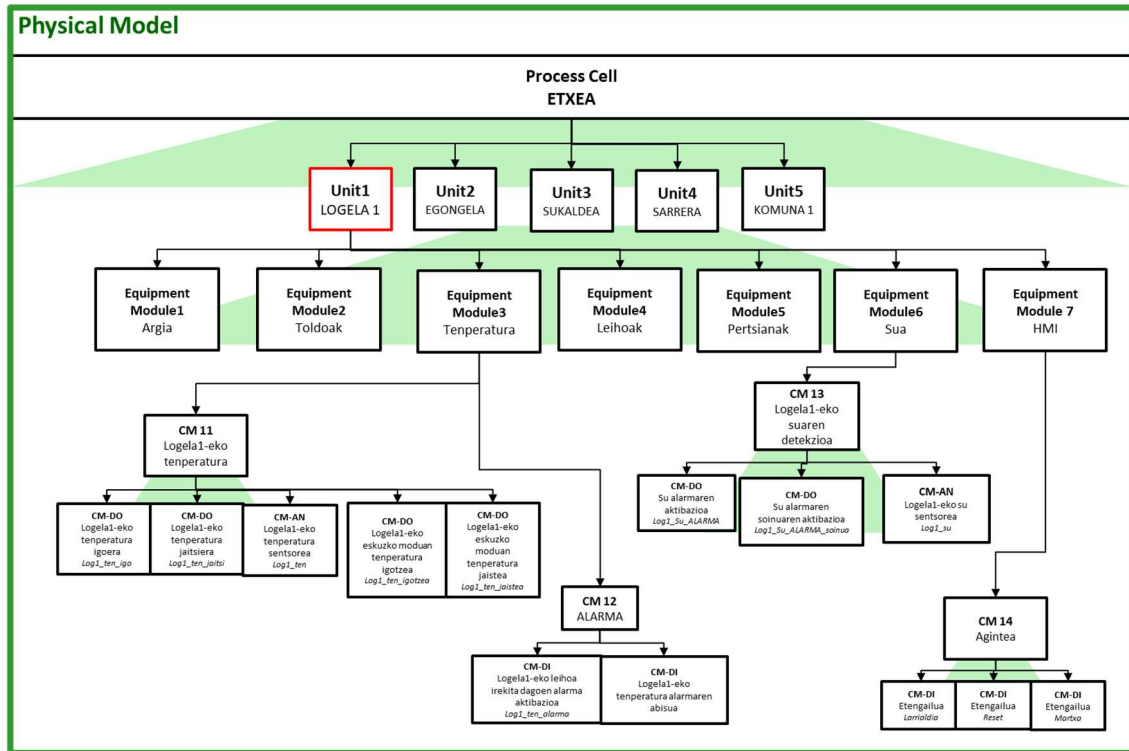 Physical Model
Process Cell
ETXEA
Unit1
LOGELA 1
Unit2
EGONGELA
Unit3
SUKALDEA
Unit4
SARRERA
Unit5
KOMUNA 1
Equipment
Module1
Argia
Equipment
Module2
Toldoak
Equipment
Module3
Tenperatura
Equipment
Module4
Leihoak
Equipment
Module5
Pertsianak
Equipment
Module6
Sua
Equipment
Module 7
HMI
CM 11
Logela1-eko
tenperatura
CM 13
Logela1-eko
suaren
detekzioa
CM-DO
Logela1-eko
tenperatura
igoera
Log1_ten_igo
CM-DO
Logela1-eko
tenperatura
jaitsiera
Log1_ten_jaitsi
CM-AN
Logela1-eko
tenperatura
sentsorea
Log1_ten
CM-DO
Logela1-eko
eskuzko moduan
tenperatura
igotzea
Log1_ten_igotzea
CM-DO
Logela1-eko
eskuzko
moduan
tenperatura
jaistea
Log1_ten_jaistea
CM-DO
Su alarmaren
aktibazioa
Log1_Su_ALARMA
CM-DO
Su alarmaren
soinuaren aktibazioa
Log1_Su_ALARMA_soinua
CM-AN
Logela1-eko su
sentsorea
Log1_su
CM 12
ALARMA
CM 14
Agintea
CM-DI
Logela1-eko leihoa
irekita dagoen alarma
aktibazioa
Log1_ten_alarma
CM-DI
Logela1-eko
tenperatura alarmaren
abisua
CM-DI
Etengailua
Larrialdia
CM-DI
Etengailua
Reset
CM-DI
Etengailua
Martxa